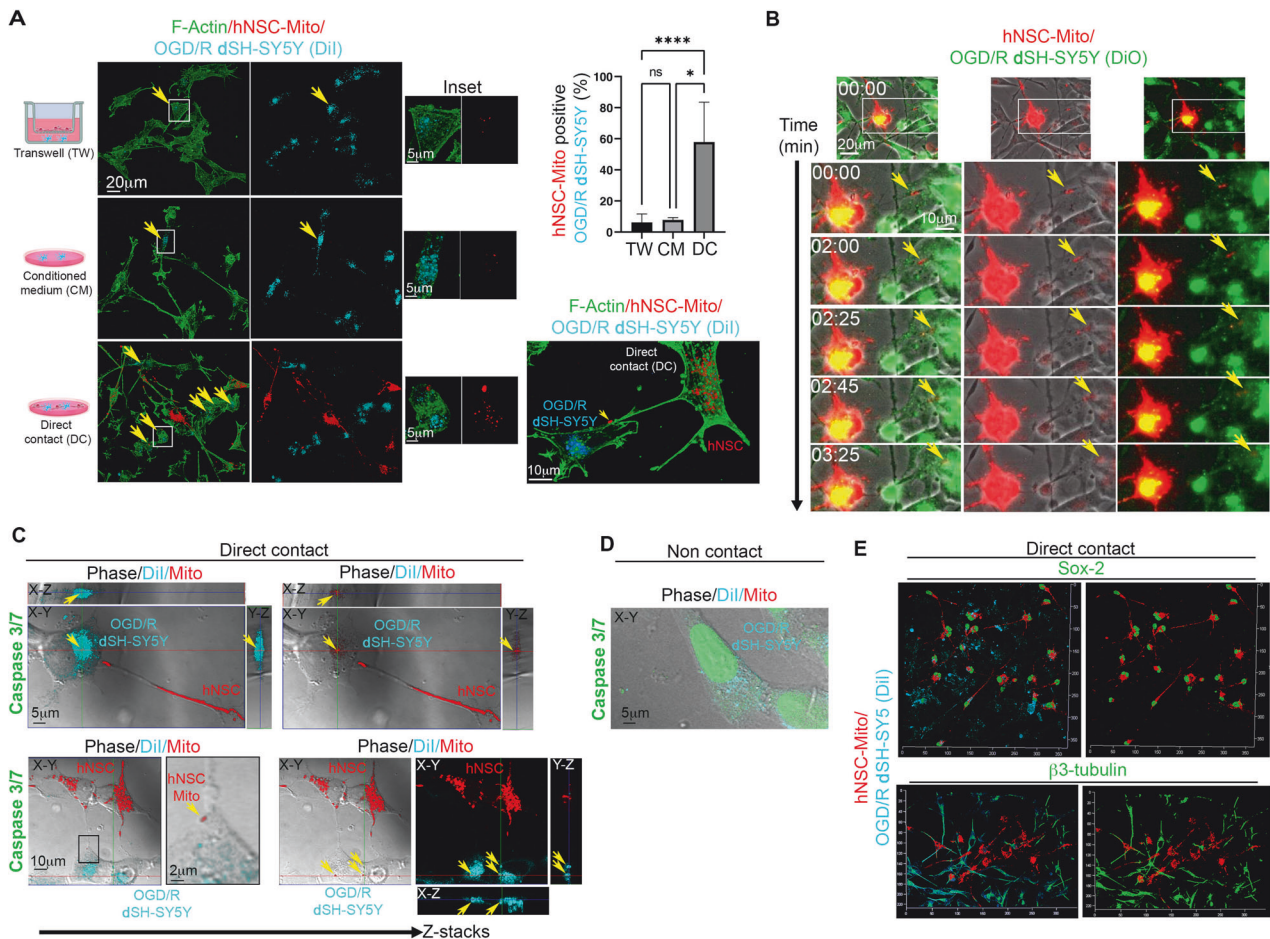 A
F-Actin/hNSC-Mito/
OGD/R dSH-SY5Y (DiI)
Inset
Transwell (TW)
20μm
5μm
Conditioned
medium (CM)
5μm
Direct
contact (DC)
5μm
****
ns
*
hNSC-Mito positive
OGD/R dSH-SY5Y (%)
100
80
60
40
20
0
TW
CM
DC
F-Actin/hNSC-Mito/
OGD/R dSH-SY5Y (DiI)
Direct
contact (DC)
OGD/R
dSH-SY5Y
hNSC
10μm
B
hNSC-Mito/
OGD/R dSH-SY5Y (DiO)
Time
(min)
00:00
20μm
00:00
10μm
02:00
02:25
02:45
03:25
C
Direct contact
Phase/DiI/Mito
Phase/DiI/Mito
Caspase 3/7
X-Z
X-Y
Y-Z
OGD/R
dSH-SY5Y
hNSC
5μm
X-Z
X-Y
Y-Z
OGD/R
dSH-SY5Y
hNSC
Phase/DiI/Mito
Phase/DiI/Mito
Caspase 3/7
X-Y
hNSC
10μm
hNSC
Mito
2μm
OGD/R
dSH-SY5Y
X-Y
hNSC
OGD/R
dSH-SY5Y
X-Y
Y-Z
X-Z
Z-stacks
D
Non contact
Phase/DiI/Mito
Caspase 3/7
X-Y
OGD/R
dSH-SY5Y
5μm
E
Direct contact
Sox-2
hNSC-Mito/
OGD/R dSH-SY5 (DiI)
β3-tubulin